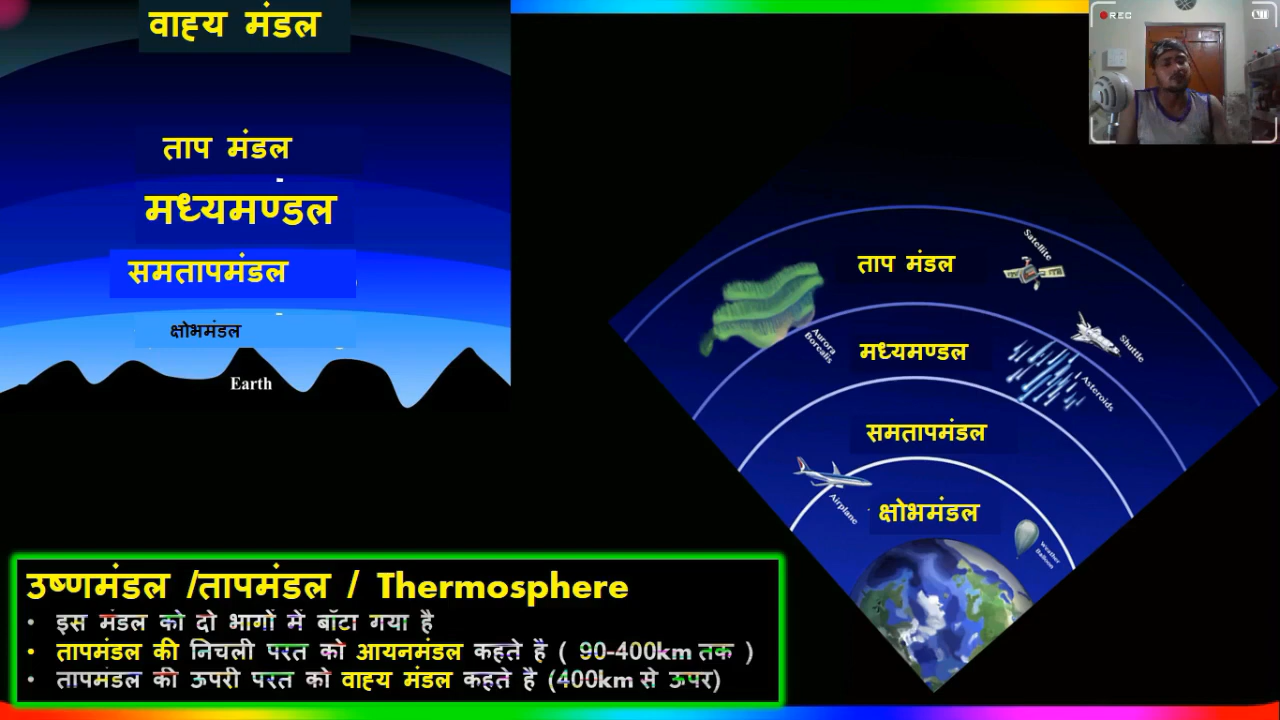 वाह्य मंडल
ताप मंडल
मध्यमण्डल
समतापमंडल
क्षोभमंडल
Earth
REC
Satellite
ताप मंडल
Aurora
Borealis
Shuttle
मध्यमण्डल
Asteroids
समतापमंडल
Airplane
क्षोभमंडल
Weather
Balloon
उष्णमंडल /तापमंडल / Thermosphere
• इस मंडल को दो भागों में बाँटा गया है
• तापमंडल की निचली परत को आयनमंडल कहते है ( 90-400km तक )
• तापमंडल की ऊपरी परत को वाह्य मंडल कहते है (400km से ऊपर)